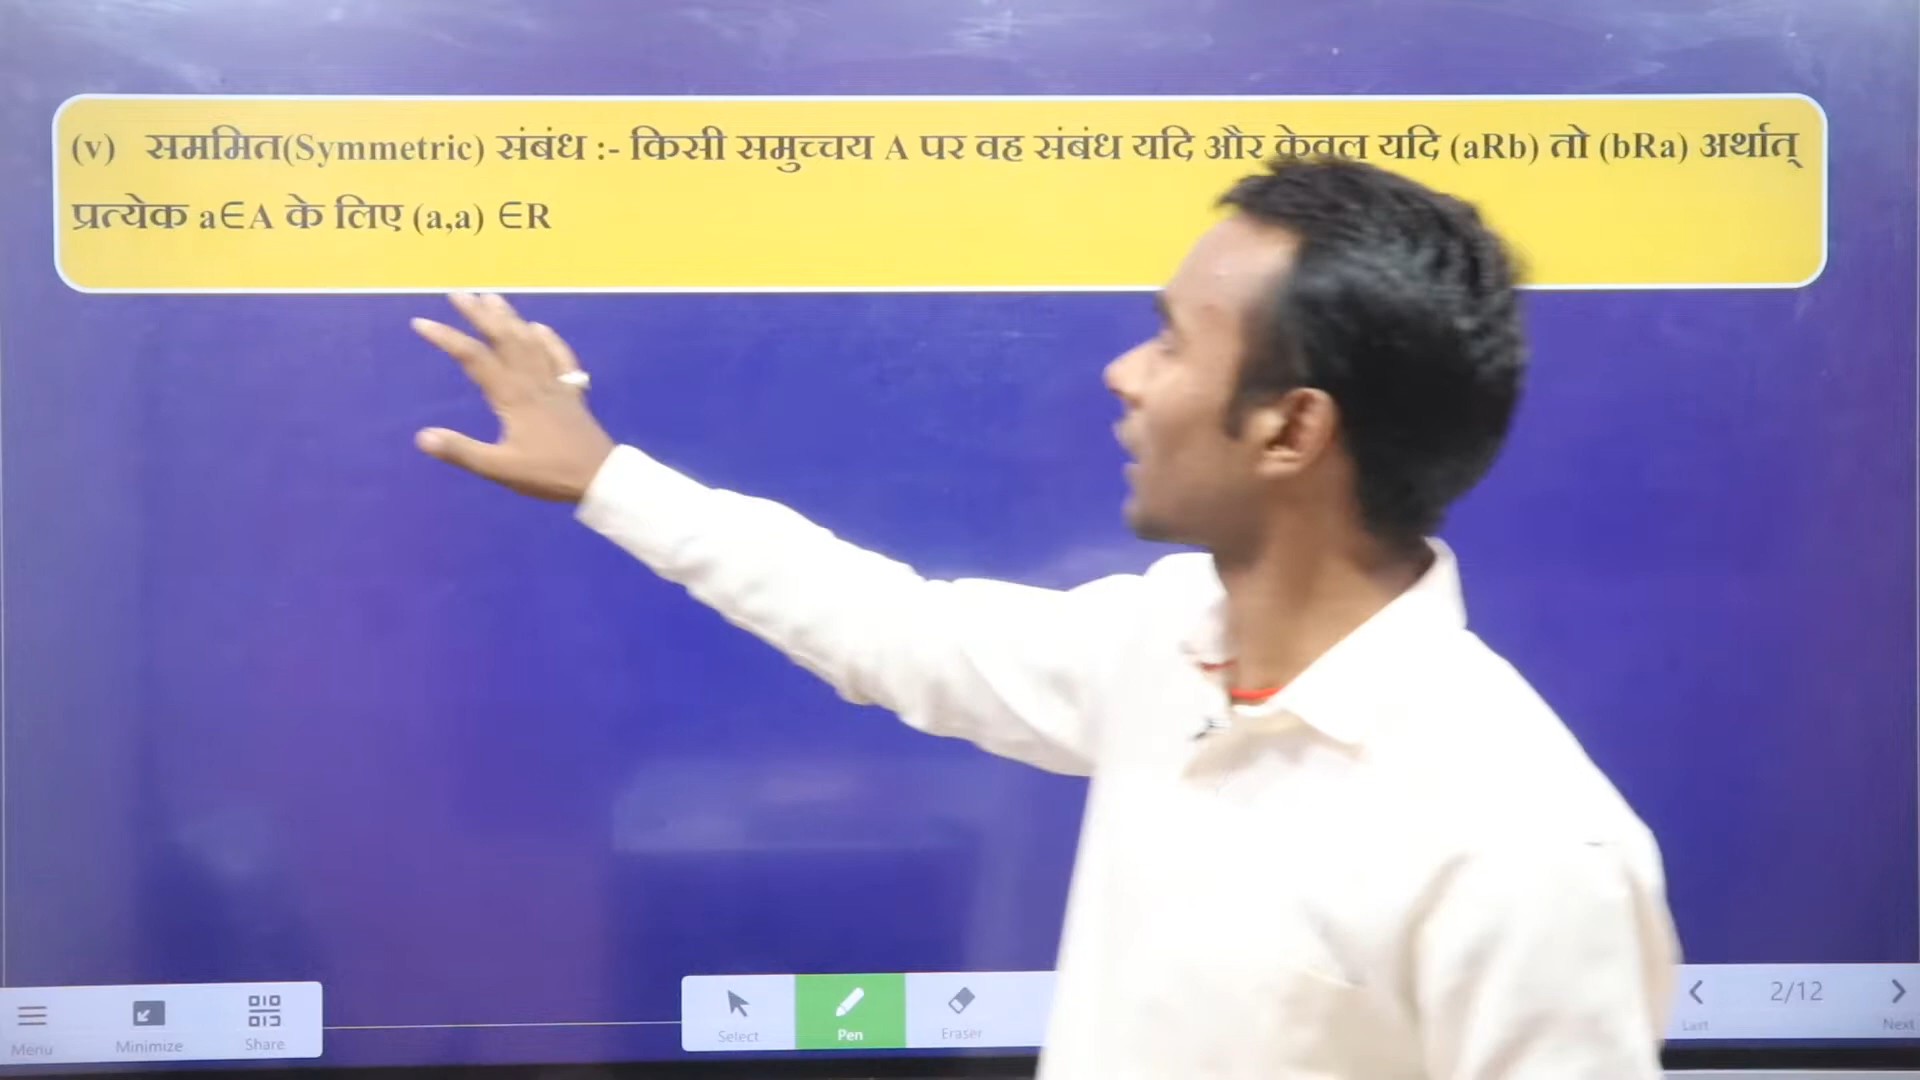 (v) सममित(Symmetric) संबंध :- किसी समुच्चय A पर वह संबंध यदि और केवल यदि (aRb) तो (bRa) अर्थात्
प्रत्येक a∈A के लिए (a,a) ∈R
Menu
Minimize
Share
Select
Pen
Eraser
2/12
Last
Next